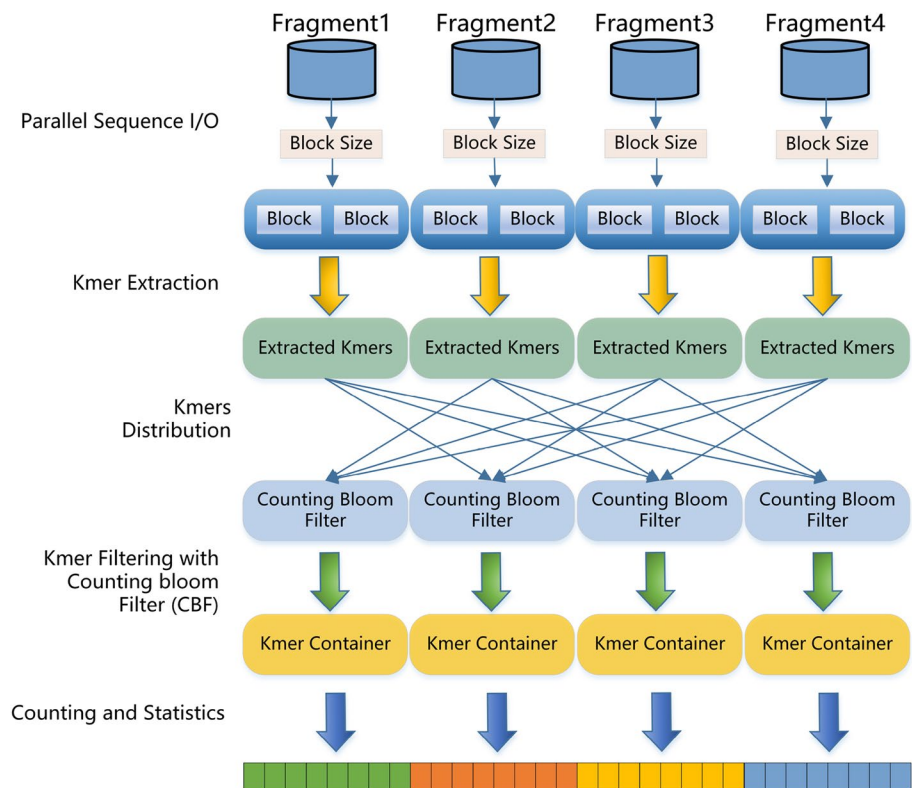 Fragment1 Fragment2 Fragment3 Fragment4
Parallel Sequence I/O
Block Size Block Size Block Size Block Size
Block Block Block Block Block Block Block Block
Kmer Extraction
Extracted Kmers Extracted Kmers Extracted Kmers Extracted Kmers
Kmers
Distribution
Counting Bloom Counting Bloom Counting Bloom Counting Bloom
Filter Filter Filter Filter
Kmer Filtering with
Counting bloom
Filter (CBF)
Kmer Container Kmer Container Kmer Container Kmer Container
Counting and Statistics